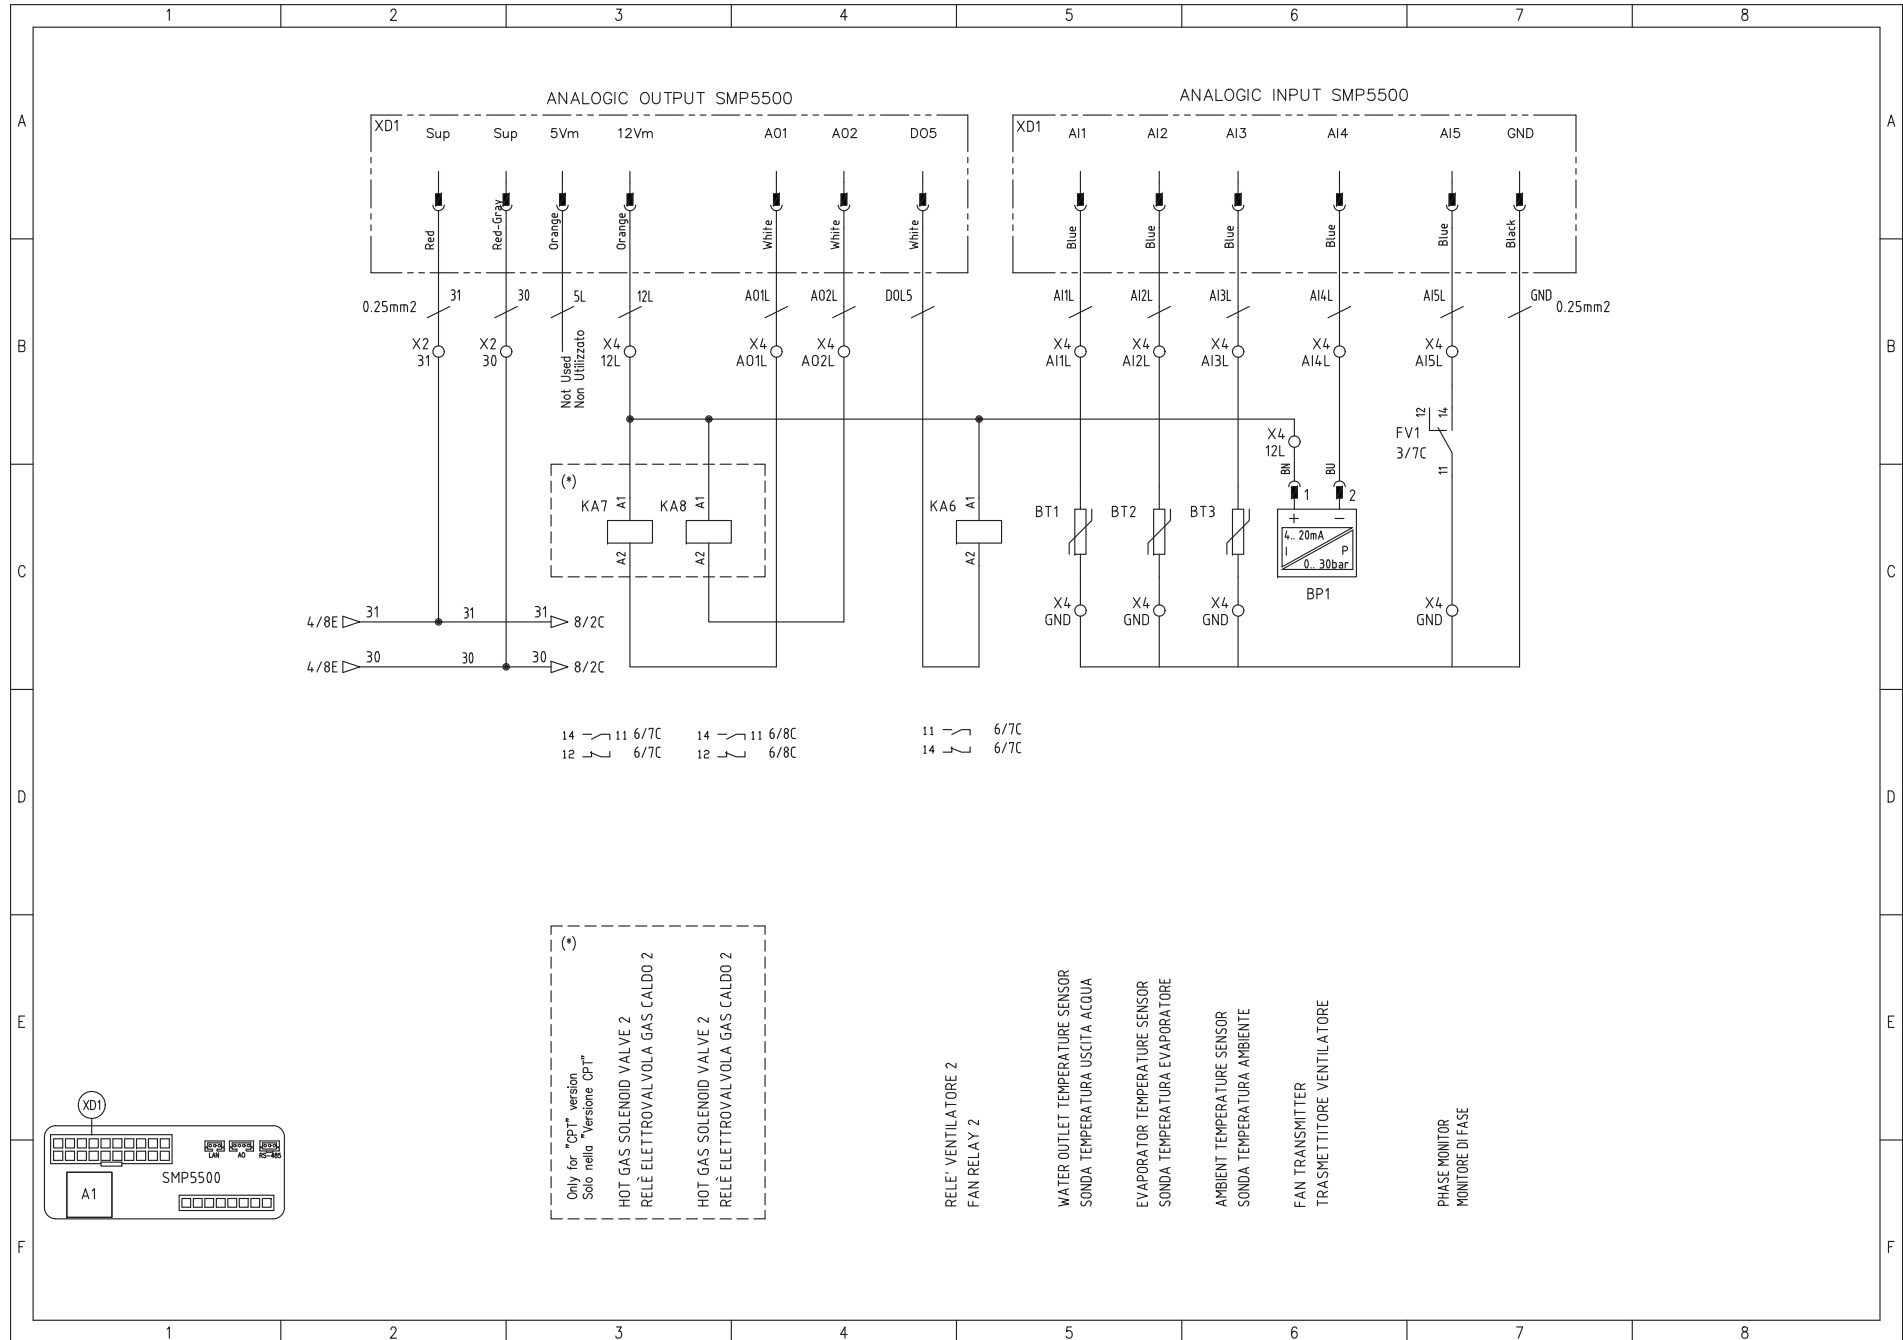 1 2 3 4 5 6 7 8
A
B
C
D
E
F
ANALOGIC OUTPUT SMP5500
XD1 Sup Sup 5Vm 12Vm AO1 AO2 DO5
Red
Red-Gray
Orange
Orange
White
White
White
0.25mm2 31 30 5L 12L AO1L AO2L DOL5
X2
31
X2
30
Not Used
Non Utilizzato
X4
12L
X4
AO1L
X4
AO2L
ANALOGIC INPUT SMP5500
XD1 AI1 AI2 AI3 AI4 AI5 GND
Blue
Blue
Blue
Blue
Blue
Black
AI1L AI2L AI3L AI4L AI5L GND 0.25mm2
X4
AI1L
X4
AI2L
X4
AI3L
X4
AI4L
X4
AI5L
12 14
FV1
3/7C
11
X4
12L
BN BU
1 2
+ −
4.. 20mA
I P
0.. 30bar
BP1
(*)
KA7 A1 A2
KA8 A1 A2
KA6 A1 A2
BT1 BT2 BT3
X4
GND
X4
GND
X4
GND
X4
GND
4/8E 31 31 31 8/2C
4/8E 30 30 30 8/2C
14 11 6/7C
12 6/7C
14 11 6/8C
12 6/8C
11 6/7C
14 6/7C
(*)
Only for "CPT" version
Solo nella "Versione CPT"
HOT GAS SOLENOID VALVE 2
RELÈ ELETTROVALVOLA GAS CALDO 2
HOT GAS SOLENOID VALVE 2
RELÈ ELETTROVALVOLA GAS CALDO 2
RELE' VENTILATORE 2
FAN RELAY 2
WATER OUTLET TEMPERATURE SENSOR
SONDA TEMPERATURA USCITA ACQUA
EVAPORATOR TEMPERATURE SENSOR
SONDA TEMPERATURA EVAPORATORE
AMBIENT TEMPERATURE SENSOR
SONDA TEMPERATURA AMBIENTE
FAN TRANSMITTER
TRASMETTITORE VENTILATORE
PHASE MONITOR
MONITORE DI FASE
XD1
LAN AO RS-485
SMP5500
A1
A
B
C
D
E
F
1 2 3 4 5 6 7 8